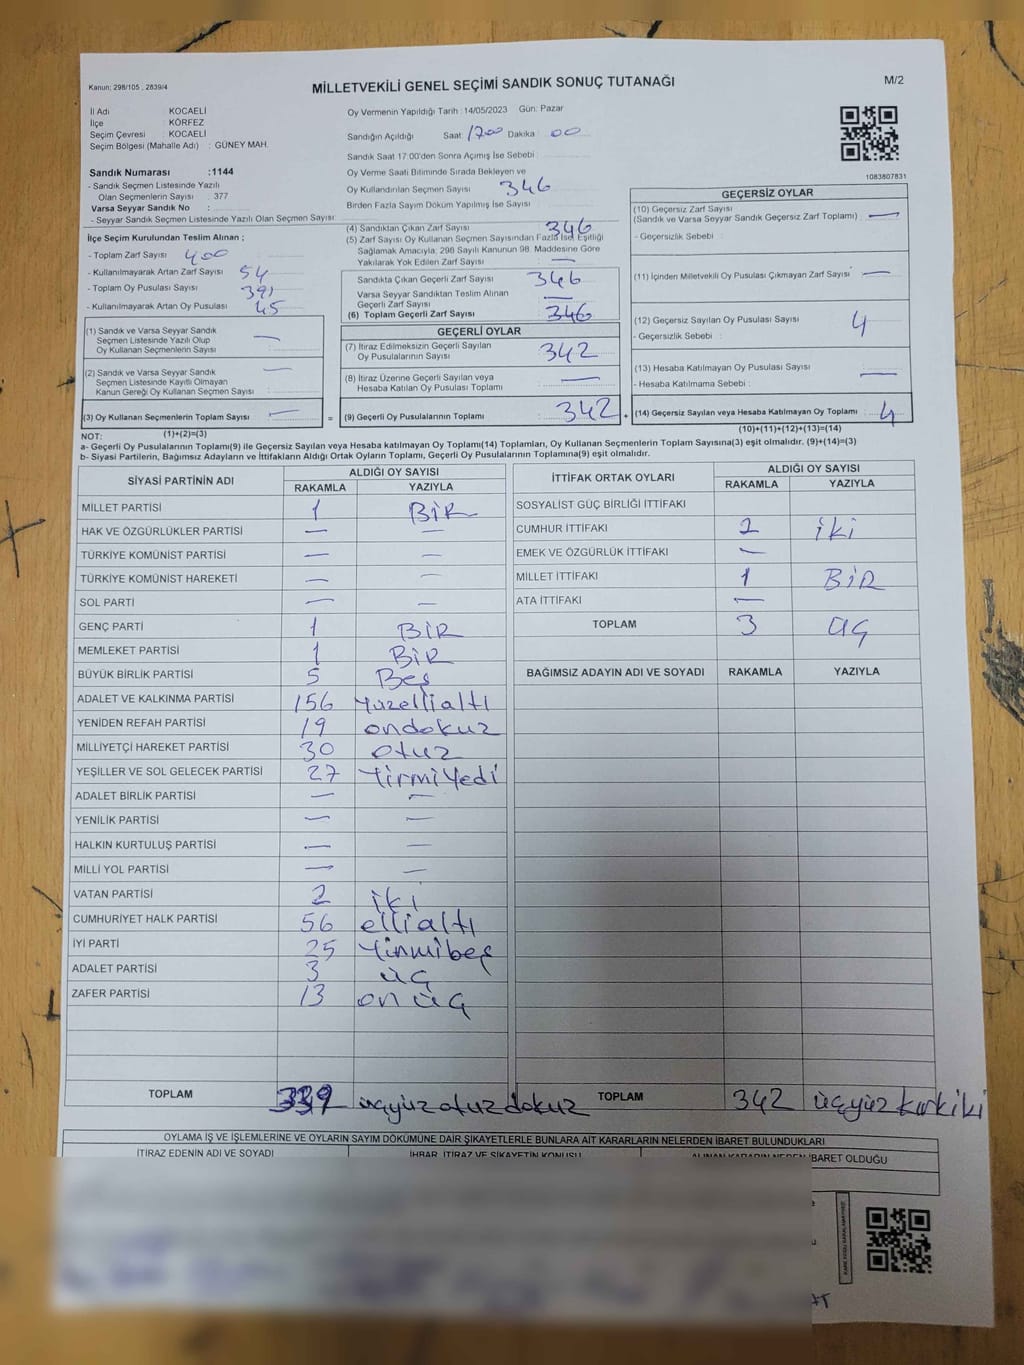 Kanun: 298/105 , 2839/4
MİLLETVEKİLİ GENEL SEÇİMİ SANDIK SONUÇ TUTANAĞI
M/2
İl Adı : KOCAELİ
İlçe : KÖRFEZ
Seçim Çevresi : KOCAELİ
Seçim Bölgesi (Mahalle Adı) : GÜNEY MAH.
Sandık Numarası :1144
- Sandık Seçmen Listesinde Yazılı
Olan Seçmenlerin Sayısı : 377
Varsa Seyyar Sandık No :
- Seyyar Sandık Seçmen Listesinde Yazılı Olan Seçmen Sayısı:
Oy Vermenin Yapıldığı Tarih :14/05/2023 Gün: Pazar
Sandığın Açıldığı Saat :1700 Dakika : 00
Sandık Saat 17:00'den Sonra Açımış İse Sebebi :
Oy Verme Saati Bitiminde Sırada Bekleyen ve
Oy Kullandırılan Seçmen Sayısı : 346
Birden Fazla Sayım Döküm Yapılmış İse Sayısı :
1083807831
İlçe Seçim Kurulundan Teslim Alınan ;
- Toplam Zarf Sayısı : 400
- Kullanılmayarak Artan Zarf Sayısı : 54
- Toplam Oy Pusulası Sayısı : 391
- Kullanılmayarak Artan Oy Pusulası : 45
(1) Sandık ve Varsa Seyyar Sandık
Seçmen Listesinde Yazılı Olup
Oy Kullanan Seçmenlerin Sayısı : —
(2) Sandık ve Varsa Seyyar Sandık
Seçmen Listesinde Kayıtlı Olmayan
Kanun Gereği Oy Kullanan Seçmen Sayısı : —
(3) Oy Kullanan Seçmenlerin Toplam Sayısı : — =
(1)+(2)=(3)
(4) Sandıktan Çıkan Zarf Sayısı : 346
(5) Zarf Sayısı Oy Kullanan Seçmen Sayısından Fazla İse Eşitliği
Sağlamak Amacıyla, 298 Sayılı Kanunun 98. Maddesine Göre
Yakılarak Yok Edilen Zarf Sayısı : —
Sandıkta Çıkan Geçerli Zarf Sayısı : 346
Varsa Seyyar Sandıktan Teslim Alınan
Geçerli Zarf Sayısı : —
(6) Toplam Geçerli Zarf Sayısı : 346
GEÇERLİ OYLAR
(7) İtiraz Edilmeksizin Geçerli Sayılan
Oy Pusulalarının Sayısı : 342
(8) İtiraz Üzerine Geçerli Sayılan veya
Hesaba Katılan Oy Pusulası Toplamı : —
(9) Geçerli Oy Pusulalarının Toplamı : 342 +
GEÇERSİZ OYLAR
(10) Geçersiz Zarf Sayısı
(Sandık ve Varsa Seyyar Sandık Geçersiz Zarf Toplamı) : —
- Geçersizlik Sebebi :
(11) İçinden Milletvekili Oy Pusulası Çıkmayan Zarf Sayısı : —
(12) Geçersiz Sayılan Oy Pusulası Sayısı : 4
- Geçersizlik Sebebi :
(13) Hesaba Katılmayan Oy Pusulası Sayısı : —
- Hesaba Katılmama Sebebi :
(14) Geçersiz Sayılan veya Hesaba Katılmayan Oy Toplamı : 4
(10)+(11)+(12)+(13)=(14)
NOT:
a- Geçerli Oy Pusulalarının Toplamı(9) ile Geçersiz Sayılan veya Hesaba katılmayan Oy Toplamı(14) Toplamları, Oy Kullanan Seçmenlerin Toplam Sayısına(3) eşit olmalıdır. (9)+(14)=(3)
b- Siyasi Partilerin, Bağımsız Adayların ve İttifakların Aldığı Ortak Oyların Toplamı, Geçerli Oy Pusulalarının Toplamına(9) eşit olmalıdır.
SİYASİ PARTİNİN ADI ALDIĞI OY SAYISI
RAKAMLA YAZIYLA
MİLLET PARTİSİ 1 BİR
HAK VE ÖZGÜRLÜKLER PARTİSİ — —
TÜRKİYE KOMÜNİST PARTİSİ — —
TÜRKİYE KOMÜNİST HAREKETİ — —
SOL PARTİ — —
GENÇ PARTİ 1 BİR
MEMLEKET PARTİSİ 1 BİR
BÜYÜK BİRLİK PARTİSİ 5 Beş
ADALET VE KALKINMA PARTİSİ 156 Yüzellialtı
YENİDEN REFAH PARTİSİ 19 ondokuz
MİLLİYETÇİ HAREKET PARTİSİ 30 otuz
YEŞİLLER VE SOL GELECEK PARTİSİ 27 YirmiYedi
ADALET BİRLİK PARTİSİ — —
YENİLİK PARTİSİ — —
HALKIN KURTULUŞ PARTİSİ — —
MİLLİ YOL PARTİSİ — —
VATAN PARTİSİ 2 iki
CUMHURİYET HALK PARTİSİ 56 ellialtı
İYİ PARTİ 25 Yirmibeş
ADALET PARTİSİ 3 üç
ZAFER PARTİSİ 13 on üç
TOPLAM 339 üçyüz otuz dokuz
İTTİFAK ORTAK OYLARI ALDIĞI OY SAYISI
RAKAMLA YAZIYLA
SOSYALİST GÜÇ BİRLİĞİ İTTİFAKI
CUMHUR İTTİFAKI 2 iki
EMEK VE ÖZGÜRLÜK İTTİFAKI —
MİLLET İTTİFAKI 1 BİR
ATA İTTİFAKI —
TOPLAM 3 üç
BAĞIMSIZ ADAYIN ADI VE SOYADI RAKAMLA YAZIYLA
TOPLAM 342 üçyüz kırk iki
OYLAMA İŞ VE İŞLEMLERİNE VE OYLARIN SAYIM DÖKÜMÜNE DAİR ŞİKAYETLERLE BUNLARA AİT KARARLARIN NELERDEN İBARET BULUNDUKLARI
İTİRAZ EDENİN ADI VE SOYADI İHBAR, İTİRAZ VE ŞİKAYETİN KONUSU ALINAN KARARIN NEDEN İBARET OLDUĞU